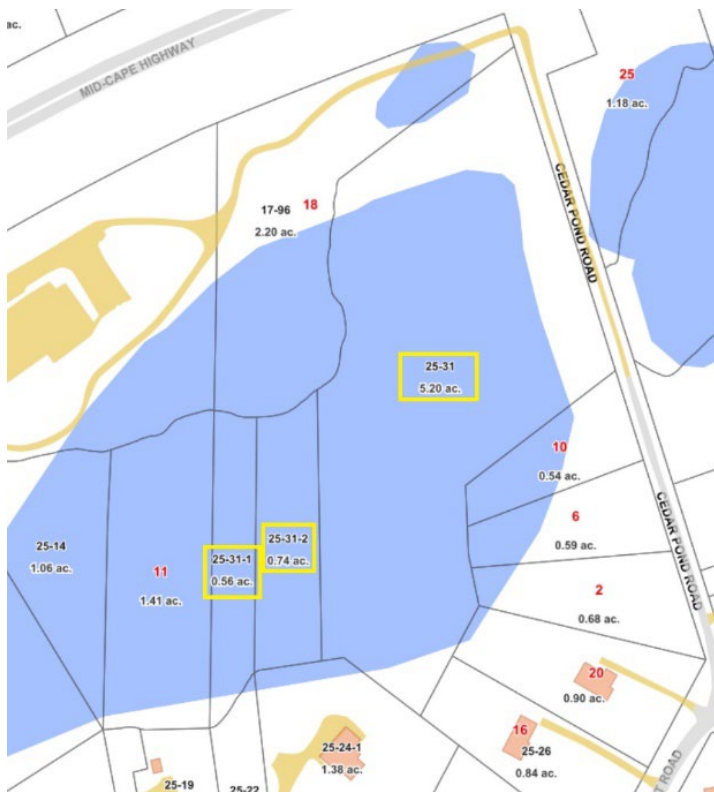 ac.
MID-CAPE HIGHWAY
25
1.18 ac.
CEDAR POND ROAD
18
17-96
2.20 ac.
25-31
5.20 ac.
10
0.54 ac.
6
0.59 ac.
CEDAR POND ROAD
25-14
1.06 ac.
11
1.41 ac.
25-31-1
0.56 ac.
25-31-2
0.74 ac.
2
0.68 ac.
20
0.90 ac.
16
25-26
0.84 ac.
25-24-1
1.38 ac.
25-19
25-22
T ROAD